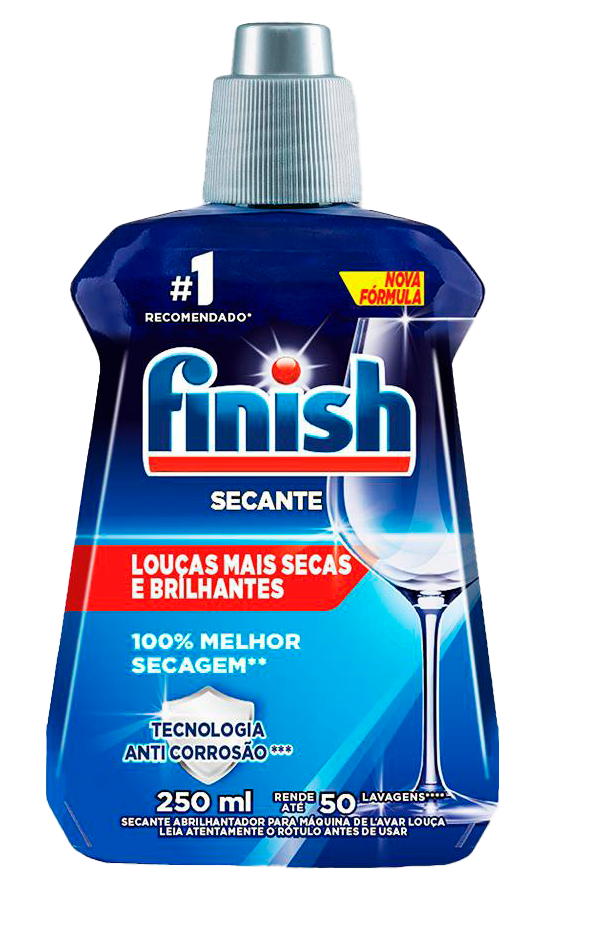 #1
RECOMENDADO*
NOVA
FÓRMULA
finish
SECANTE
LOUÇAS MAIS SECAS
E BRILHANTES
100% MELHOR
SECAGEM**
TECNOLOGIA
ANTI CORROSÃO***
250 ml RENDE ATÉ 50 LAVAGENS****
SECANTE ABRILHANTADOR PARA MÁQUINA DE LAVAR LOUÇA
LEIA ATENTAMENTE O RÓTULO ANTES DE USAR